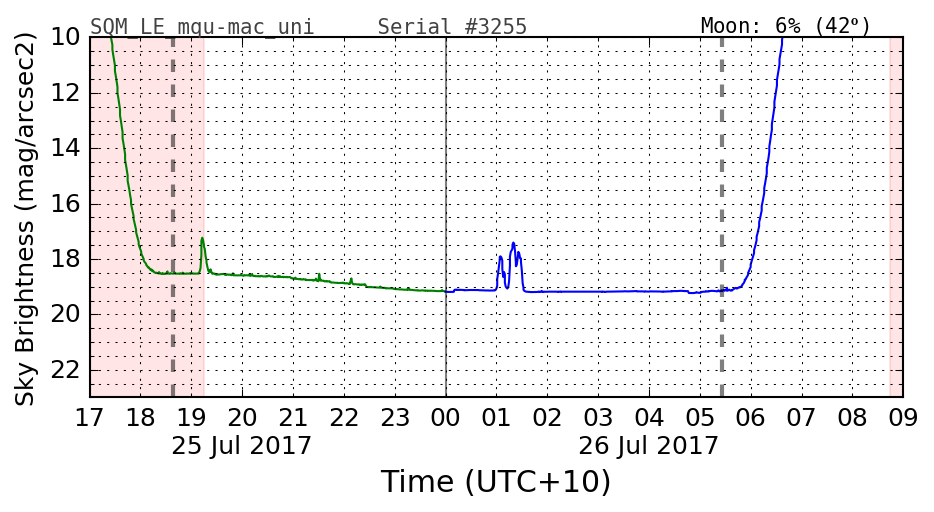 SQM_LE_mqu-mac_uni Serial #3255 Moon: 6% (42°)
Sky Brightness (mag/arcsec2)
10
12
14
16
18
20
22
17 18 19 20 21 22 23 00 01 02 03 04 05 06 07 08 09
25 Jul 2017 26 Jul 2017
Time (UTC+10)